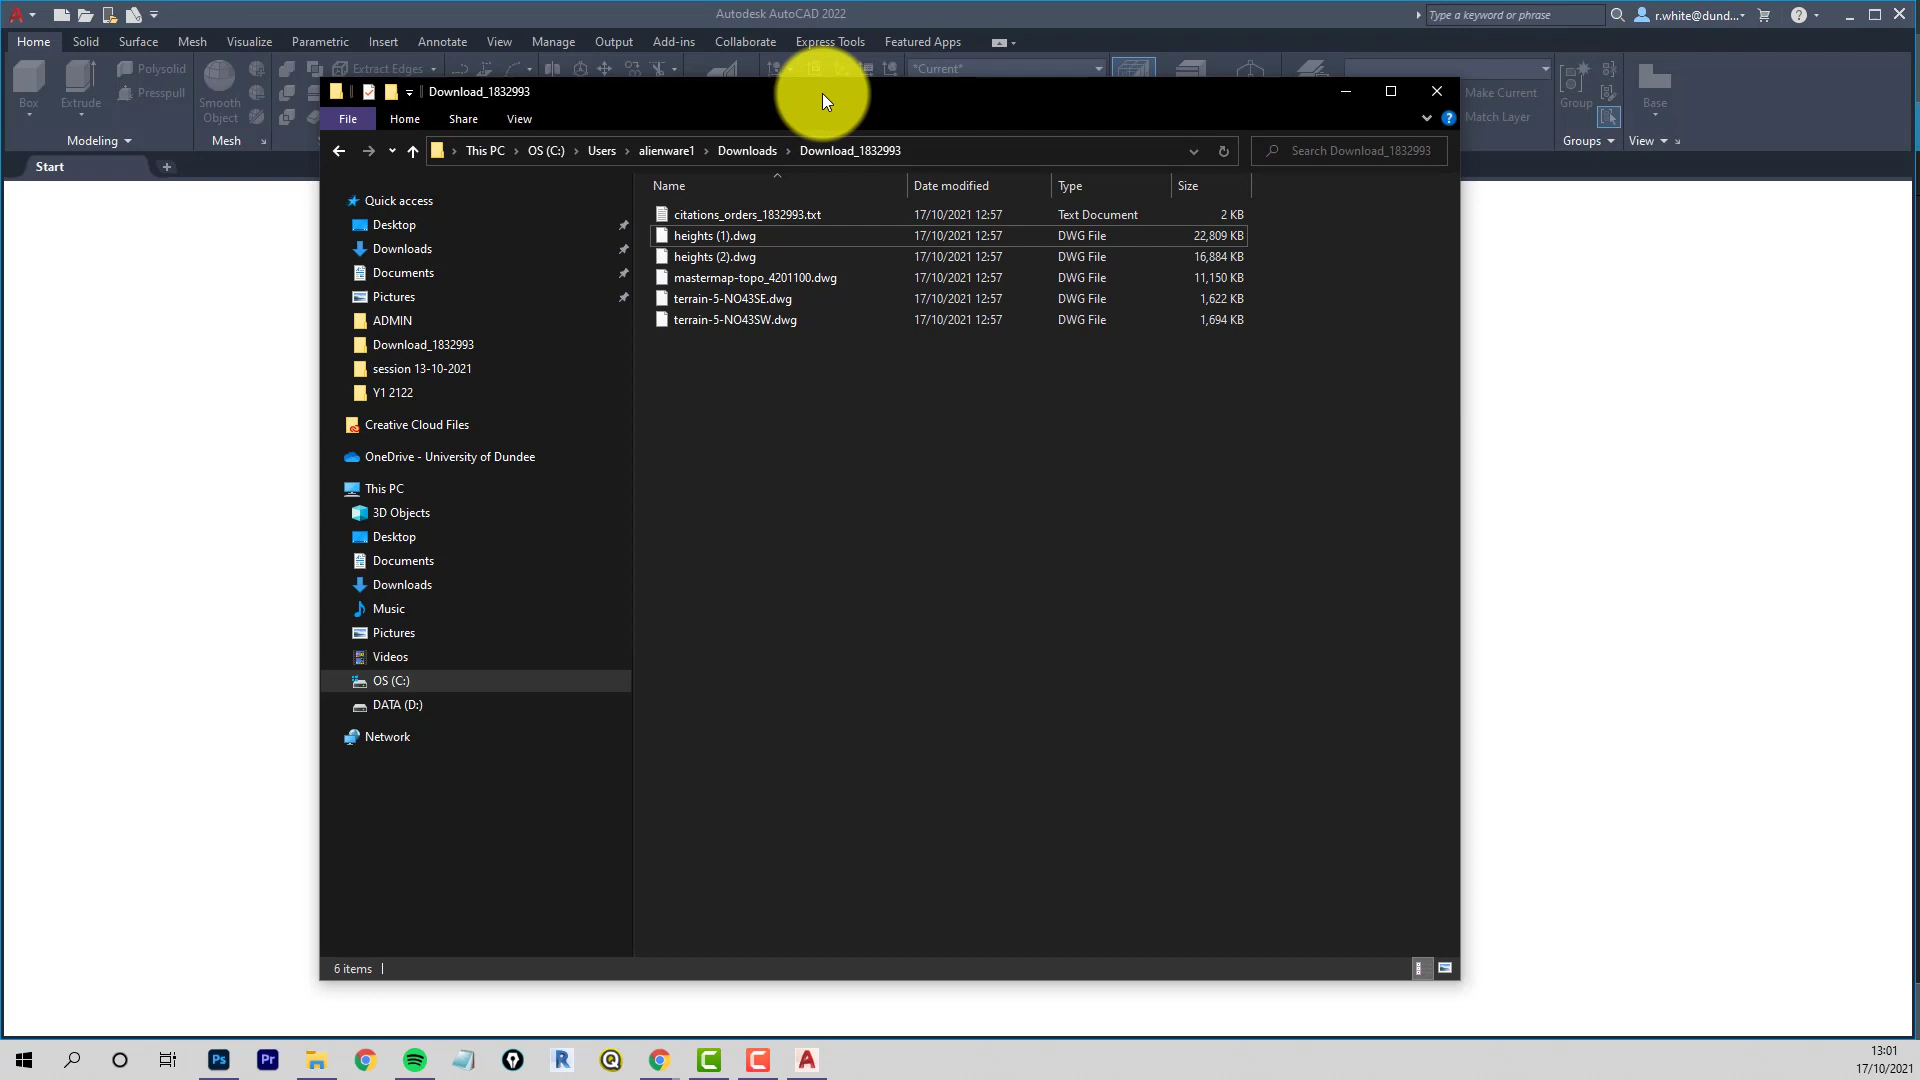 Autodesk AutoCAD 2022
Type a keyword or phrase
r.white@dund...
Home Solid Surface Mesh Visualize Parametric Insert Annotate View Manage Output Add-ins Collaborate Express Tools Featured Apps
Box
Extrude
Polysolid
Presspull
Smooth Object
Extract Edges
*Current*
Make Current
Match Layer
Group
Base
Modeling
Mesh
Groups
View
Start
Download_1832993
File Home Share View
This PC > OS (C:) > Users > alienware1 > Downloads > Download_1832993
Search Download_1832993
Quick access
Desktop
Downloads
Documents
Pictures
ADMIN
Download_1832993
session 13-10-2021
Y1 2122
Creative Cloud Files
OneDrive - University of Dundee
This PC
3D Objects
Desktop
Documents
Downloads
Music
Pictures
Videos
OS (C:)
DATA (D:)
Network
Name Date modified Type Size
citations_orders_1832993.txt 17/10/2021 12:57 Text Document 2 KB
heights (1).dwg 17/10/2021 12:57 DWG File 22,809 KB
heights (2).dwg 17/10/2021 12:57 DWG File 16,884 KB
mastermap-topo_4201100.dwg 17/10/2021 12:57 DWG File 11,150 KB
terrain-5-NO43SE.dwg 17/10/2021 12:57 DWG File 1,622 KB
terrain-5-NO43SW.dwg 17/10/2021 12:57 DWG File 1,694 KB
6 items
Ps
Pr
R
C
C
A
13:01
17/10/2021